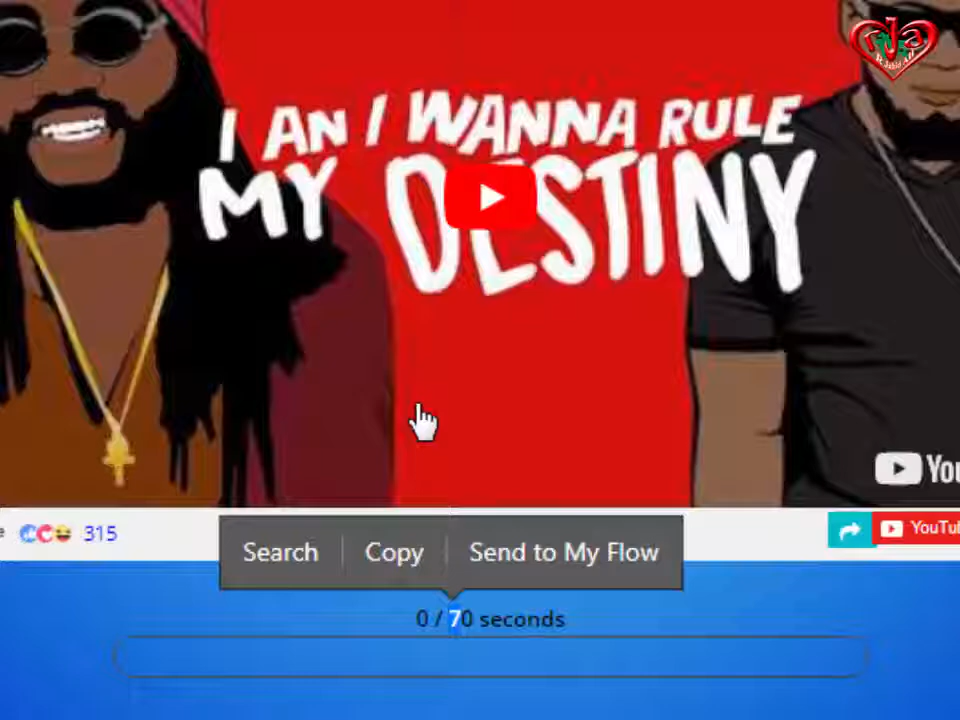 I AN I WANNA RULE
MY DESTINY
You
315
YouTu
Search
Copy
Send to My Flow
0 / 70 seconds